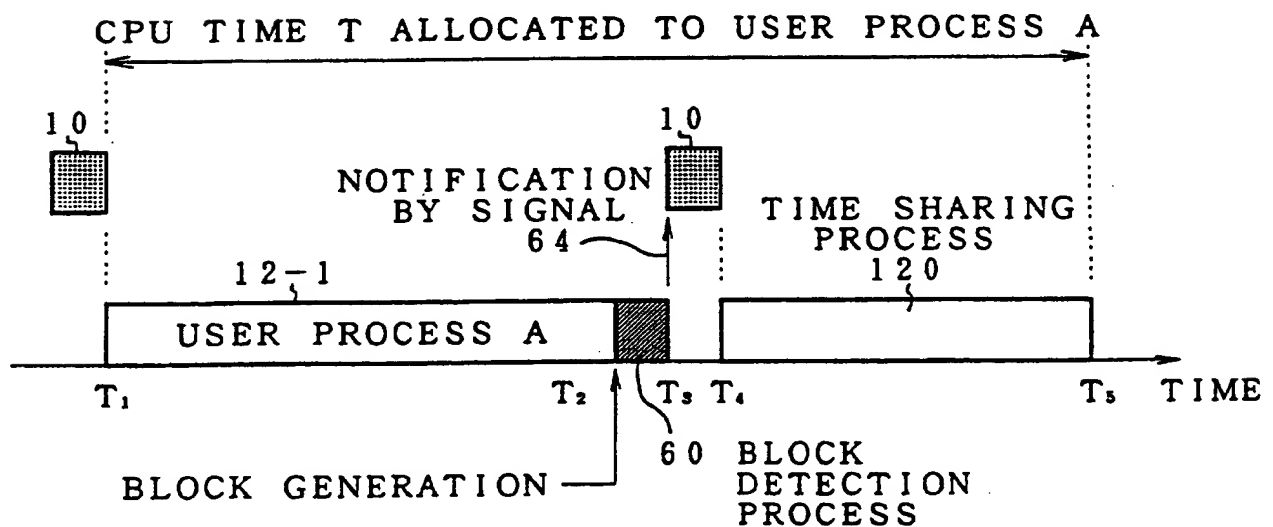 CPU TIME T ALLOCATED TO USER PROCESS A
10
10
NOTIFICATION
BY SIGNAL
64
TIME SHARING
PROCESS
120
12-1
USER PROCESS A
T₁
T₂
T₃
T₄
T₅
TIME
BLOCK GENERATION
60
BLOCK
DETECTION
PROCESS